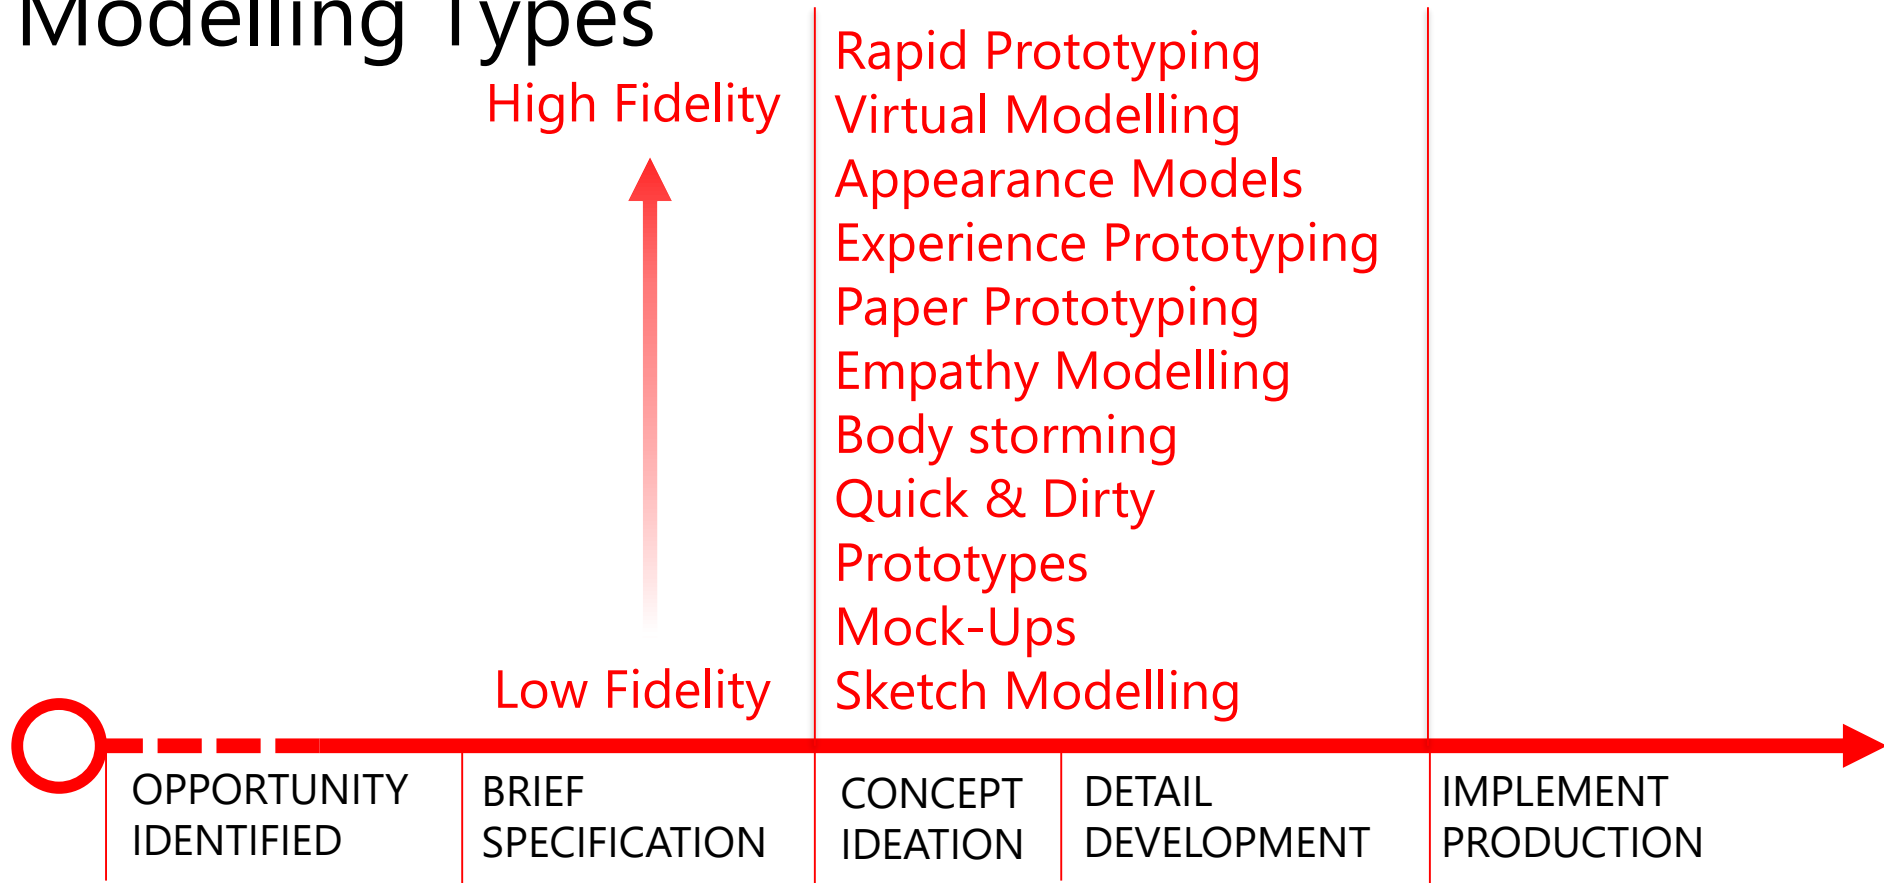 Modelling Types
High Fidelity
Low Fidelity
Rapid Prototyping
Virtual Modelling
Appearance Models
Experience Prototyping
Paper Prototyping
Empathy Modelling
Body storming
Quick & Dirty
Prototypes
Mock-Ups
Sketch Modelling
OPPORTUNITY
IDENTIFIED
BRIEF
SPECIFICATION
CONCEPT
IDEATION
DETAIL
DEVELOPMENT
IMPLEMENT
PRODUCTION